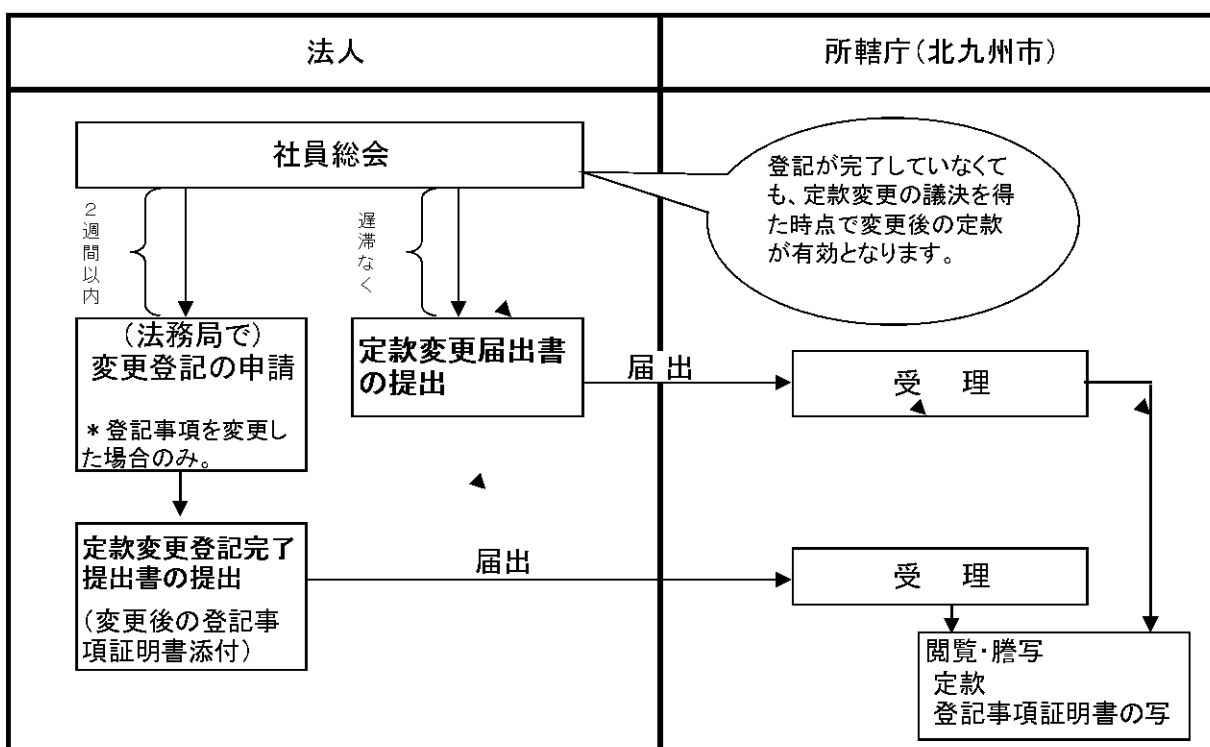 法人
所轄庁(北九州市)
社員総会
登記が完了していなくて
も、定款変更の議決を得
た時点で変更後の定款
が有効となります。
2週間以内
遅滞なく
(法務局で)
変更登記の申請
*登記事項を変更し
た場合のみ。
定款変更届出書
の提出
届出
受 理
定款変更登記完了
提出書の提出
(変更後の登記事
項証明書添付)
届出
受 理
閲覧・謄写
定款
登記事項証明書の写